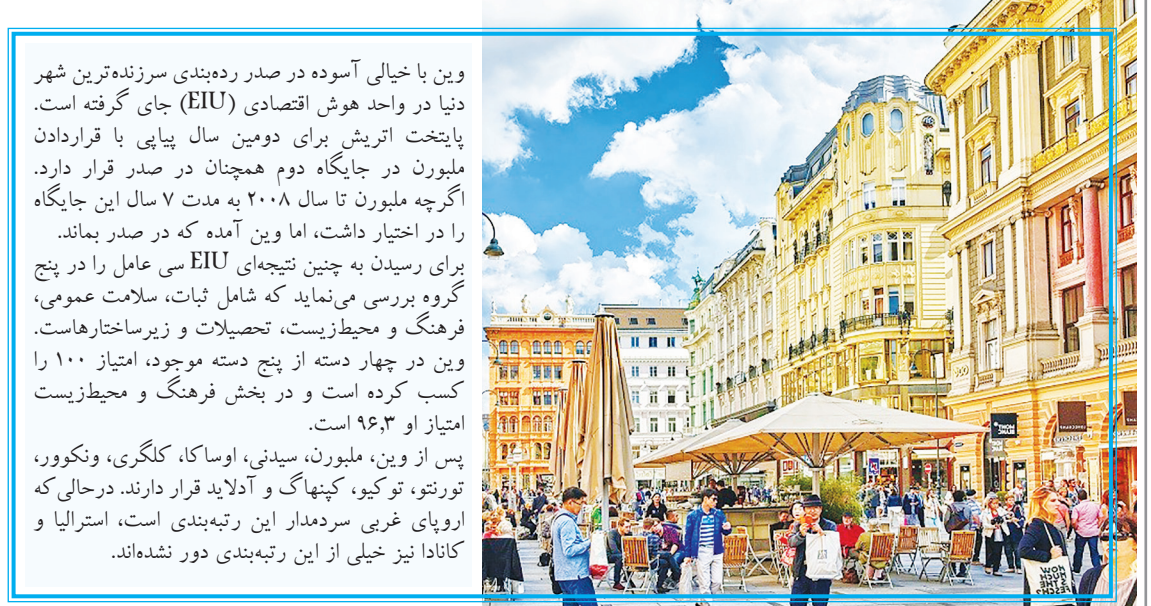 وین با خیالی آسوده در صدر رده‌بندی سرزنده‌ترین شهر
دنیا در واحد هوش اقتصادی (EIU) جای گرفته است.
پایتخت اتریش برای دومین سال پیاپی با قراردادن
ملبورن در جایگاه دوم همچنان در صدر قرار دارد.
اگرچه ملبورن تا سال ۲۰۰۸ به مدت ۷ سال این جایگاه
را در اختیار داشت، اما وین آمده که در صدر بماند.
برای رسیدن به چنین نتیجه‌ای EIU سی عامل را در پنج
گروه بررسی می‌نماید که شامل ثبات، سلامت عمومی،
فرهنگ و محیط‌زیست، تحصیلات و زیرساختارهاست.
وین در چهار دسته از پنج دسته موجود، امتیاز ۱۰۰ را
کسب کرده است و در بخش فرهنگ و محیط‌زیست
امتیاز او ۹۶,۳ است.
پس از وین، ملبورن، سیدنی، اوساکا، کلگری، ونکوور،
تورنتو، توکیو، کپنهاگ و آدلاید قرار دارند. درحالی‌که
اروپای غربی سردمدار این رتبه‌بندی است، استرالیا و
کانادا نیز خیلی از این رتبه‌بندی دور نشده‌اند.
MONT
BLANC
HOW
MUCH
THE